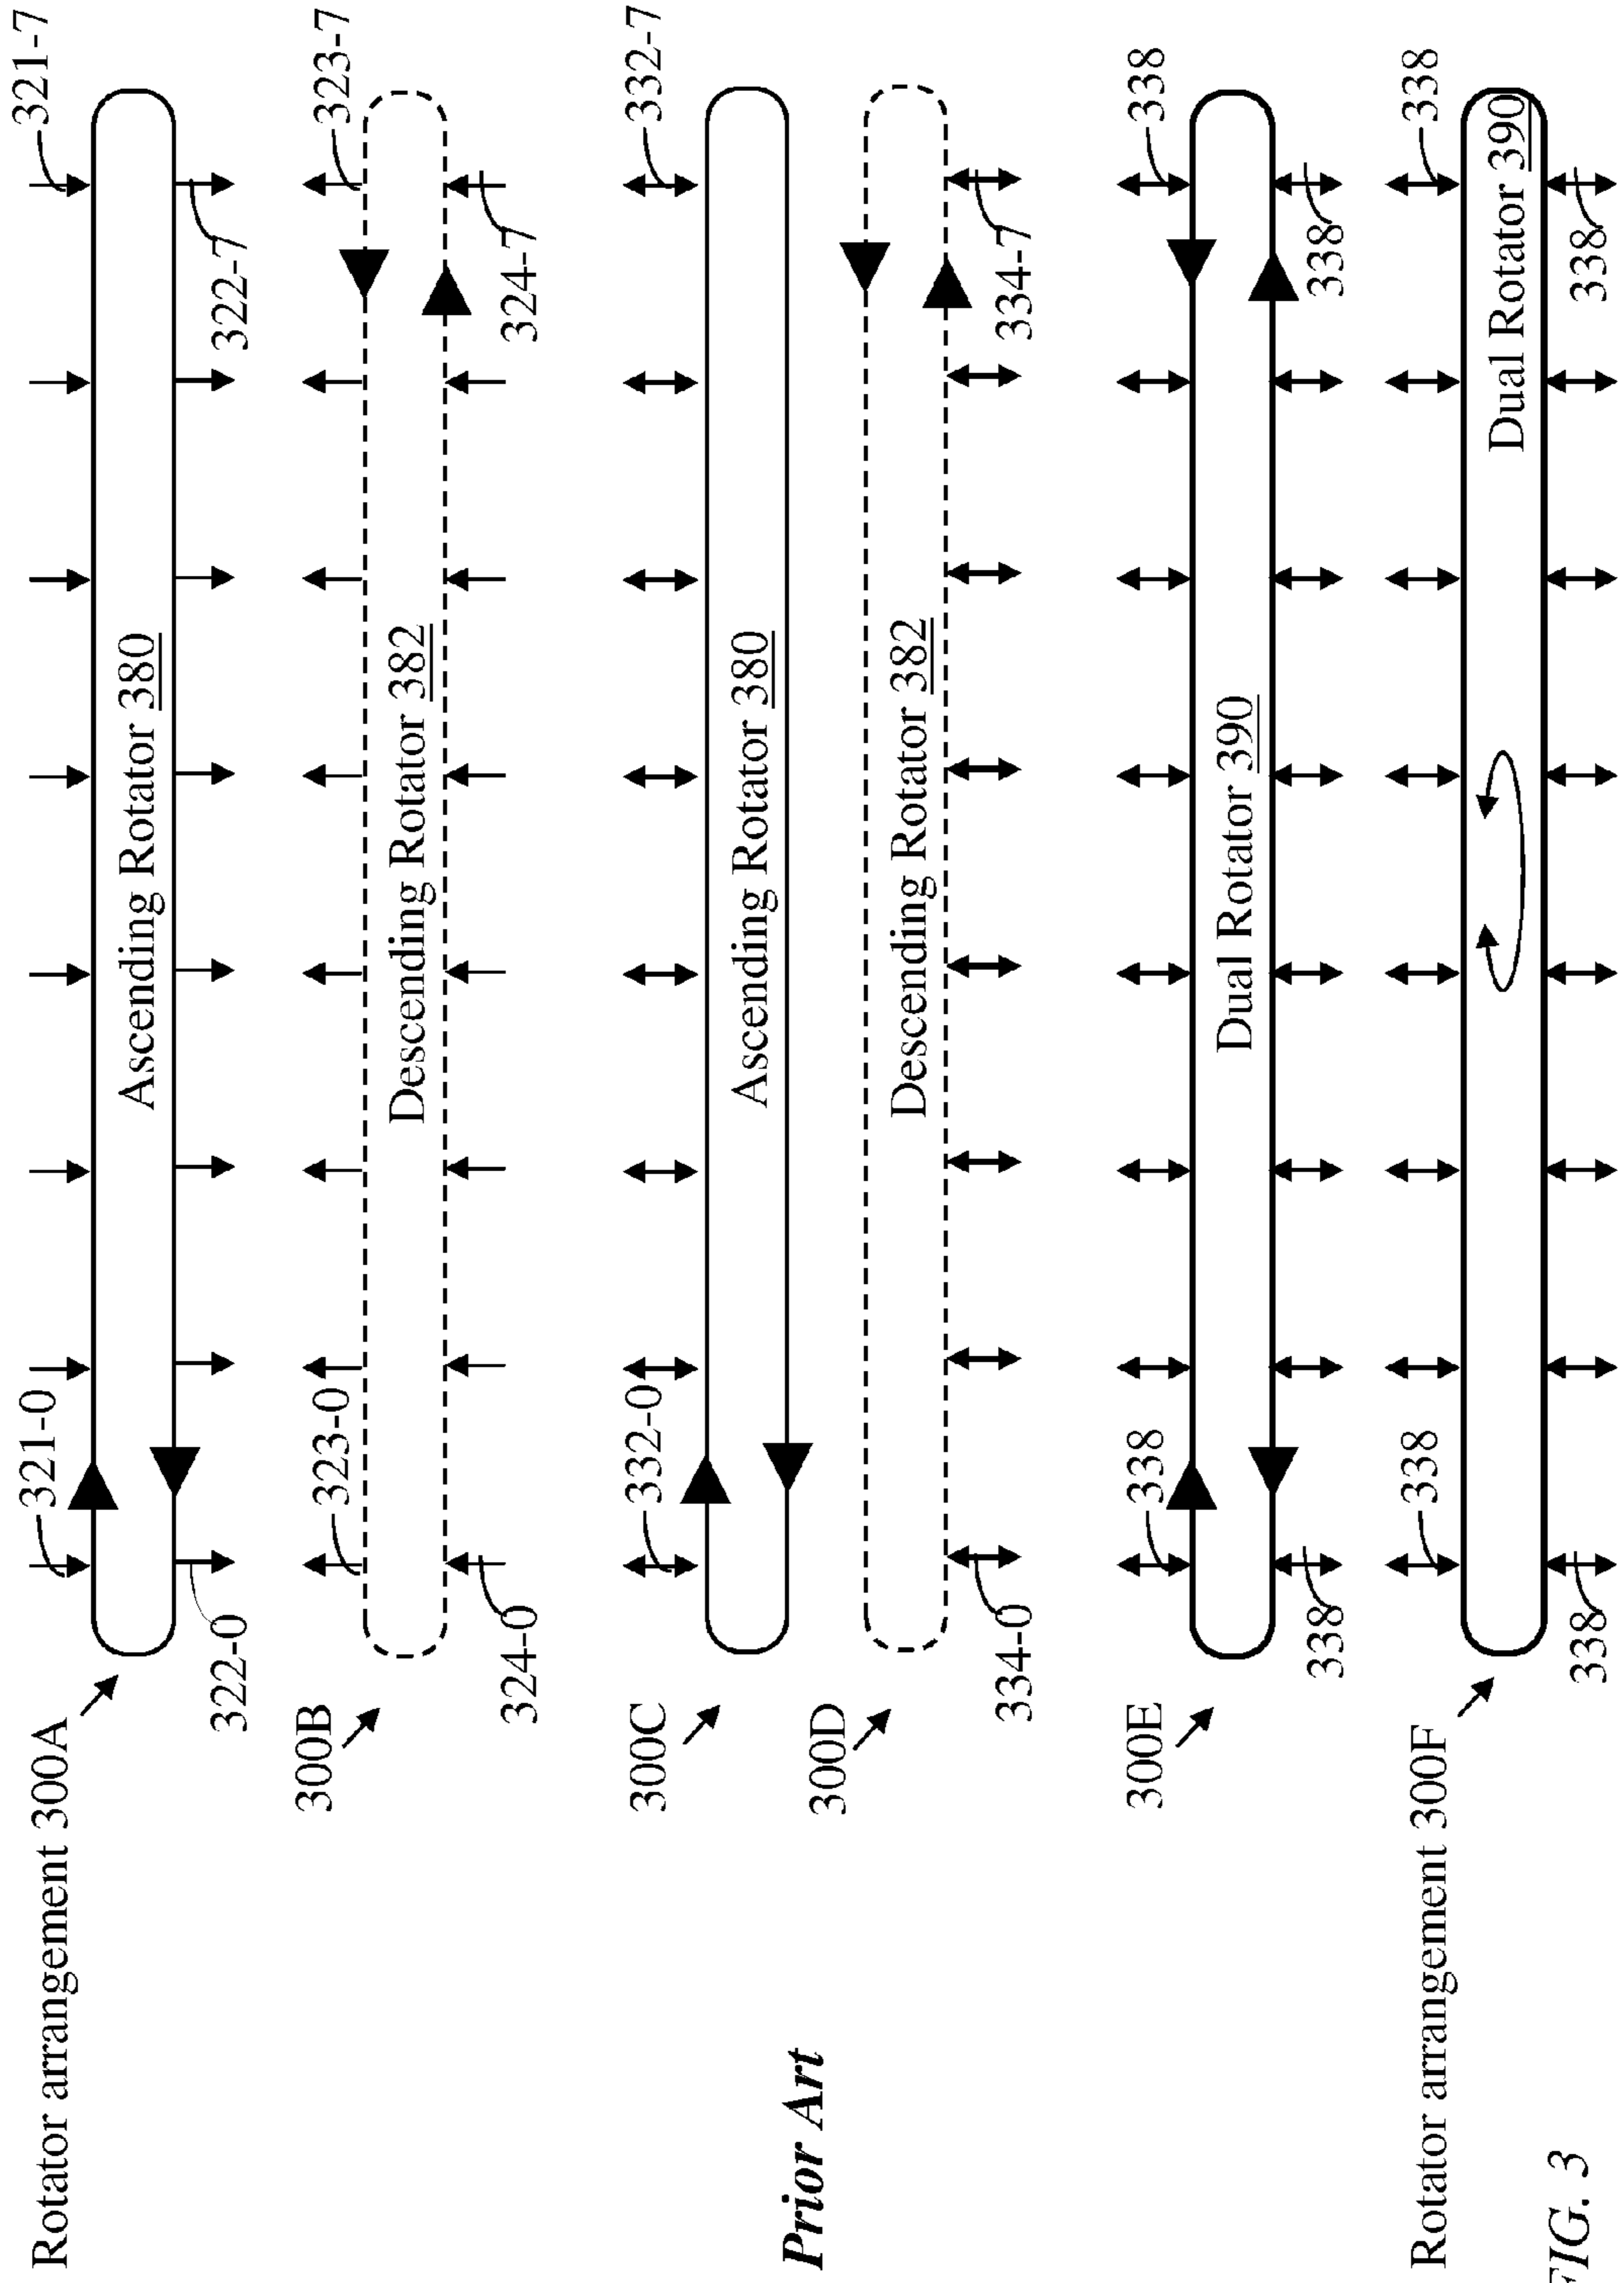 321-0
321-7
Rotator arrangement 300A
Ascending Rotator 380
322-0
322-7
323-0
323-7
300B
Descending Rotator 382
324-0
324-7
332-0
332-7
300C
Ascending Rotator 380
Prior Art
300D
Descending Rotator 382
334-0
334-7
338
338
300E
Dual Rotator 390
338
338
338
338
Rotator arrangement 300F
Dual Rotator 390
338
338
FIG. 3